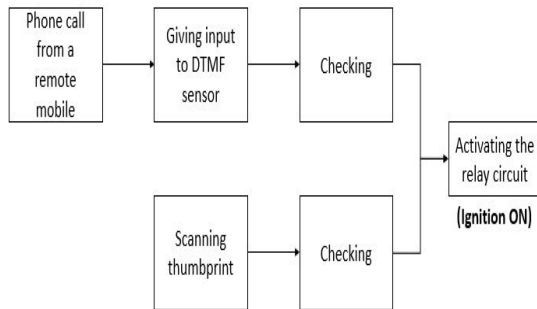 Phone call
from a
remote
mobile
Giving input
to DTMF
sensor
Checking
Activating the
relay circuit
(Ignition ON)
Scanning
thumbprint
Checking